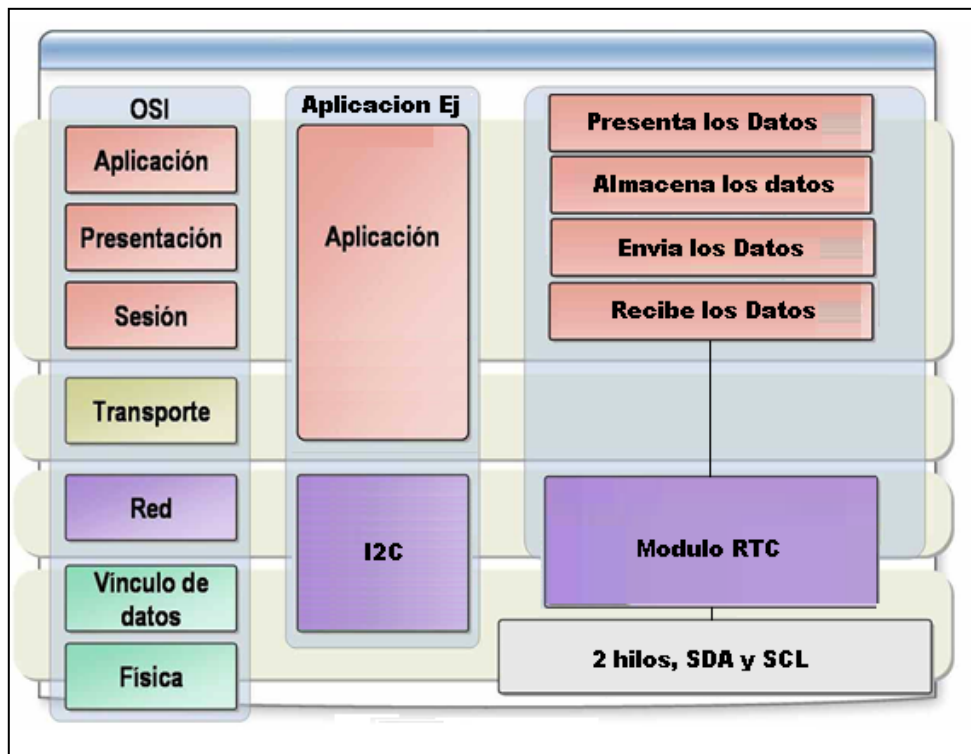 OSI
Aplicación
Presentación
Sesión
Transporte
Red
Vínculo de
datos
Física
Aplicacion Ej
Aplicación
I2C
Presenta los Datos
Almacena los datos
Envia los Datos
Recibe los Datos
Modulo RTC
2 hilos, SDA y SCL